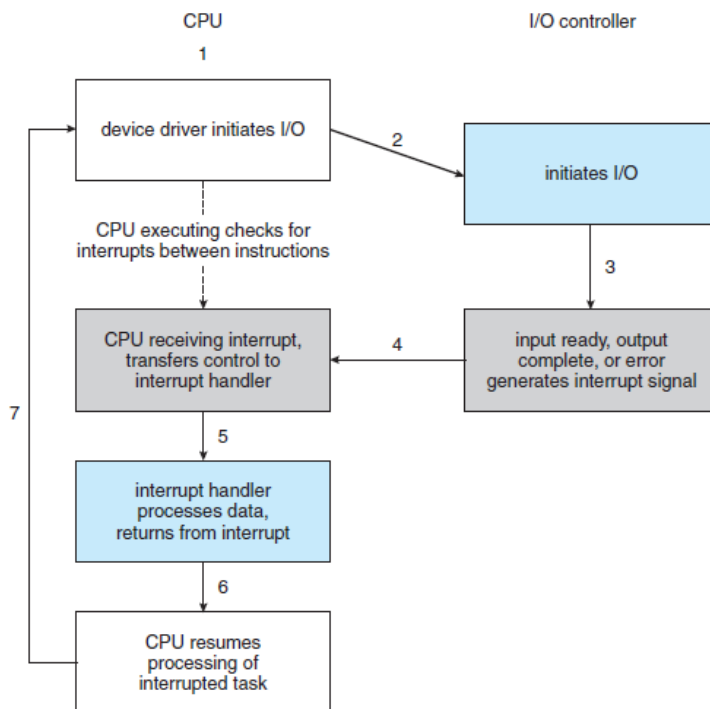 CPU
I/O controller
1
device driver initiates I/O
2
initiates I/O
CPU executing checks for
interrupts between instructions
3
CPU receiving interrupt,
transfers control to
interrupt handler
4
input ready, output
complete, or error
generates interrupt signal
7
5
interrupt handler
processes data,
returns from interrupt
6
CPU resumes
processing of
interrupted task